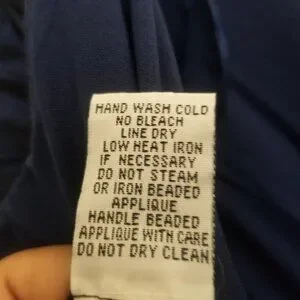 HAND WASH COLD
NO BLEACH
LINE DRY
LOW HEAT IRON
IF NECESSARY
DO NOT STEAM
OR IRON BEADED
APPLIQUE
HANDLE BEADED
APPLIQUE WITH CARE
DO NOT DRY CLEAN